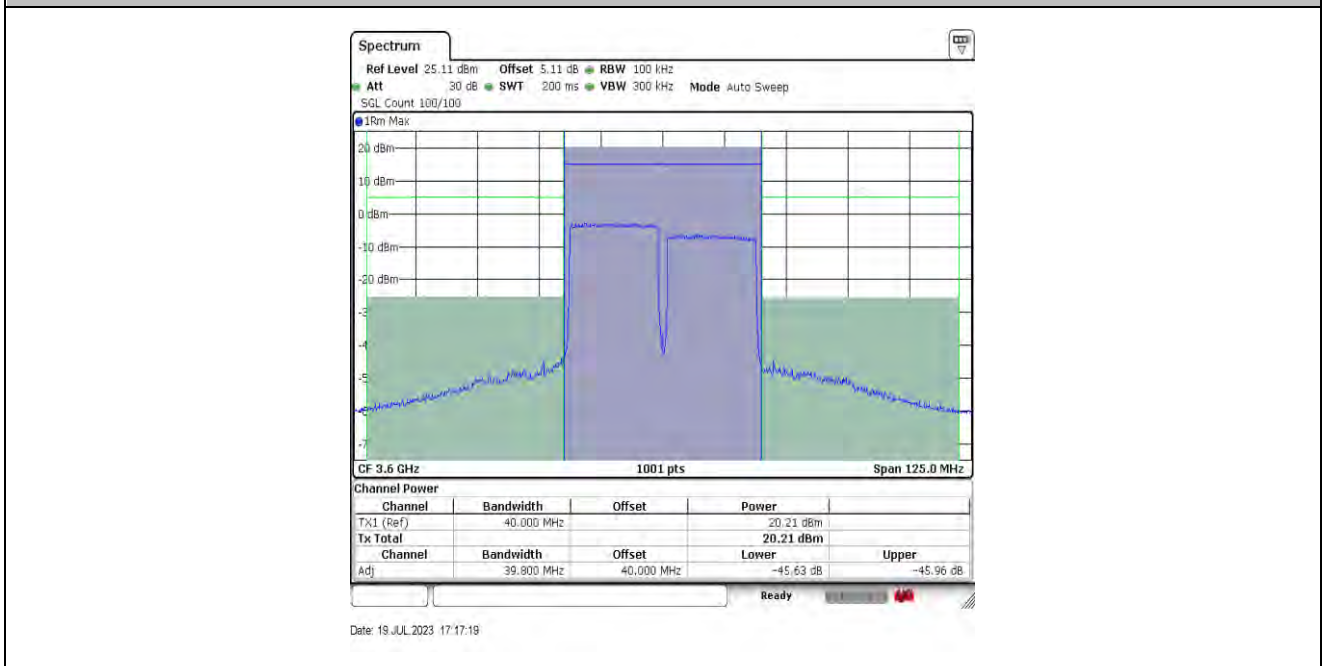 Spectrum
Ref Level 25.11 dBm Offset 5.11 dB RBW 100 kHz
Att 30 dB SWT 200 ms VBW 300 kHz Mode Auto Sweep
SGL Count 100/100
1Rm Max
20 dBm
10 dBm
0 dBm
-10 dBm
-20 dBm
CF 3.6 GHz 1001 pts Span 125.0 MHz
Channel Power
Channel Bandwidth Offset Power
TX1 (Ref) 40.000 MHz 20.21 dBm
Tx Total 20.21 dBm
Channel Bandwidth Offset Lower Upper
Adj 39.800 MHz 40.000 MHz -45.63 dB -45.96 dB
Ready
Date: 19.JUL.2023 17:17:19